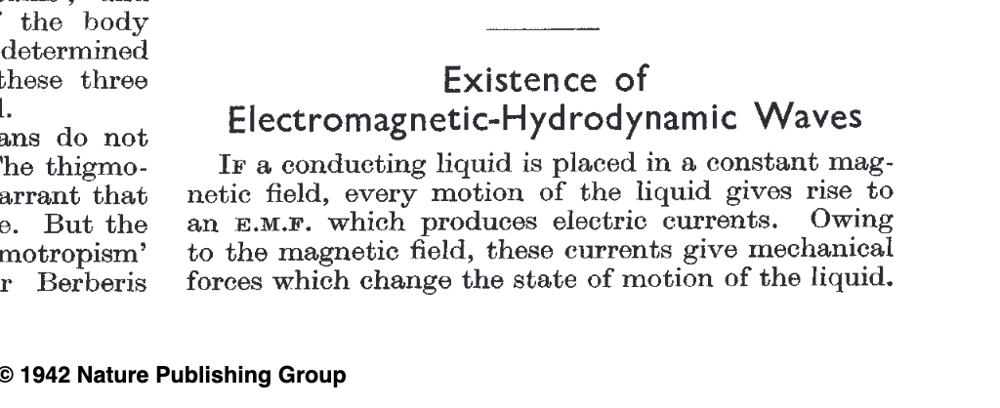 the body
determined
these three
ans do not
he thigmo-
arrant that
e. But the
motropism'
r Berberis
Existence of
Electromagnetic-Hydrodynamic Waves
IF a conducting liquid is placed in a constant mag-
netic field, every motion of the liquid gives rise to
an E.M.F. which produces electric currents. Owing
to the magnetic field, these currents give mechanical
forces which change the state of motion of the liquid.
© 1942 Nature Publishing Group